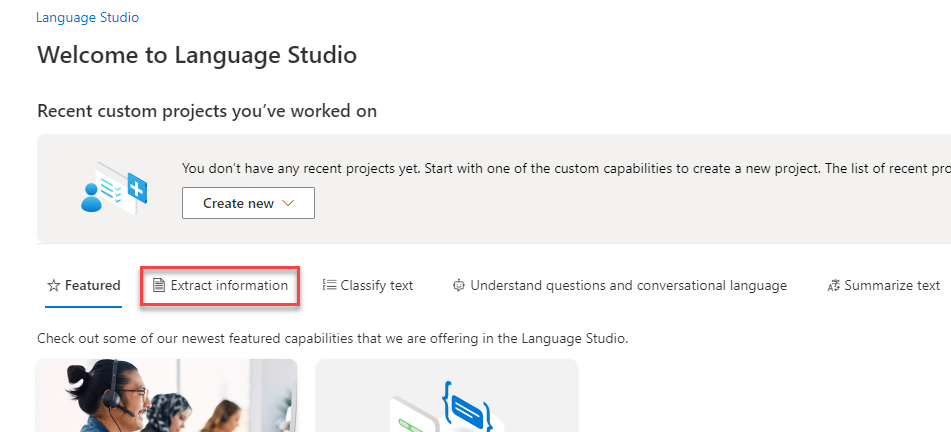 Language Studio
Welcome to Language Studio
Recent custom projects you’ve worked on
You don’t have any recent projects yet. Start with one of the custom capabilities to create a new project. The list of recent pro
Create new
Featured
Extract information
Classify text
Understand questions and conversational language
Summarize text
Check out some of our newest featured capabilities that we are offering in the Language Studio.